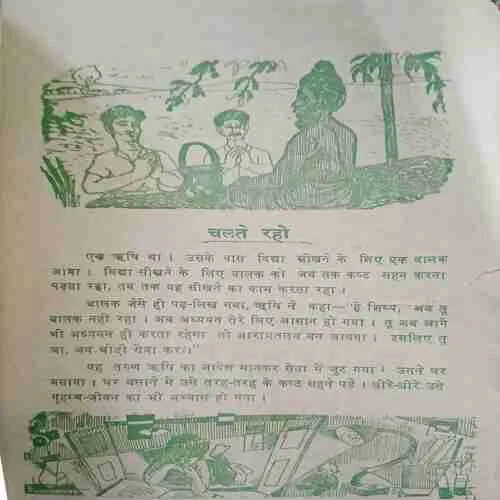 चलते रहो
एक ऋषि था । उसके पास विद्या सीखने के लिए एक बालक
आया । विद्या सीखने के लिए बालक को जब तक कष्ट सहन करना
पड़ता रहा, तब तक वह सीखने का काम करता रहा ।
बालक जैसे ही पढ़-लिख गया, ऋषि ने कहा—"हे शिष्य, अब तू
बालक नहीं रहा । अब अध्ययन तेरे लिए आसान हो गया । तू अब आगे
भी अध्ययन ही करता रहेगा तो आरामतलब बन जायगा । इसलिए तू
जा, अब थोड़ी सेवा कर ।"
वह तरुण ऋषि का आदेश मानकर सेवा में जुट गया । उसने घर
बसाया । घर बसाने में उसे तरह-तरह के कष्ट सहने पड़े । धीरे-धीरे उसे
गृहस्थ-जीवन का भी अभ्यास हो गया ।